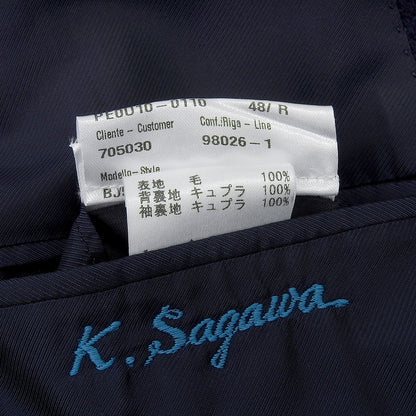 PE0010-0110 48/ R
Cliente - Customer Conf./Riga - Line
705030 98026-1
Modello-Style
表地 毛 100%
背裏地 キュプラ 100%
袖裏地 キュプラ 100%
K. Sagawa